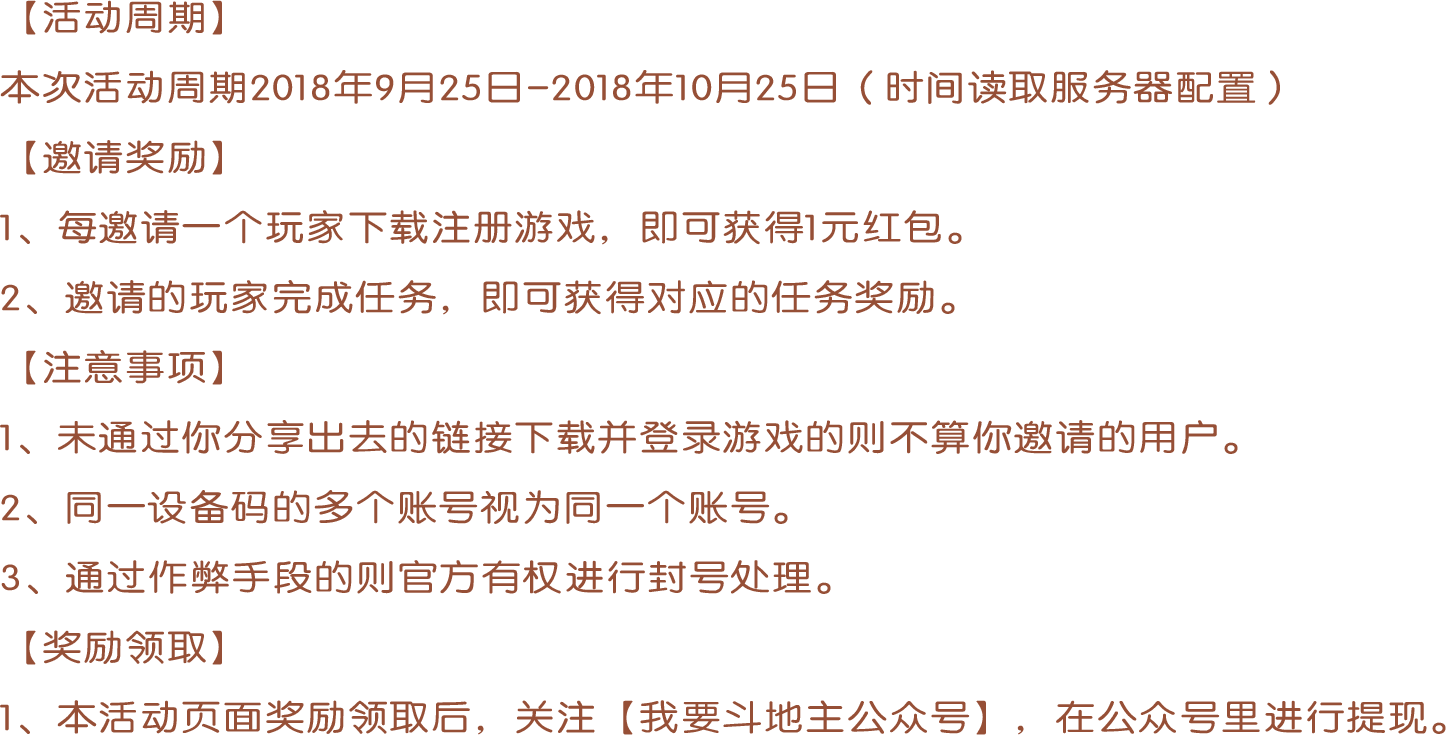 【活动周期】
本次活动周期2018年9月25日-2018年10月25日（时间读取服务器配置）
【邀请奖励】
1、每邀请一个玩家下载注册游戏，即可获得1元红包。
2、邀请的玩家完成任务，即可获得对应的任务奖励。
【注意事项】
1、未通过你分享出去的链接下载并登录游戏的则不算你邀请的用户。
2、同一设备码的多个账号视为同一个账号。
3、通过作弊手段的则官方有权进行封号处理。
【奖励领取】
1、本活动页面奖励领取后，关注【我要斗地主公众号】，在公众号里进行提现。